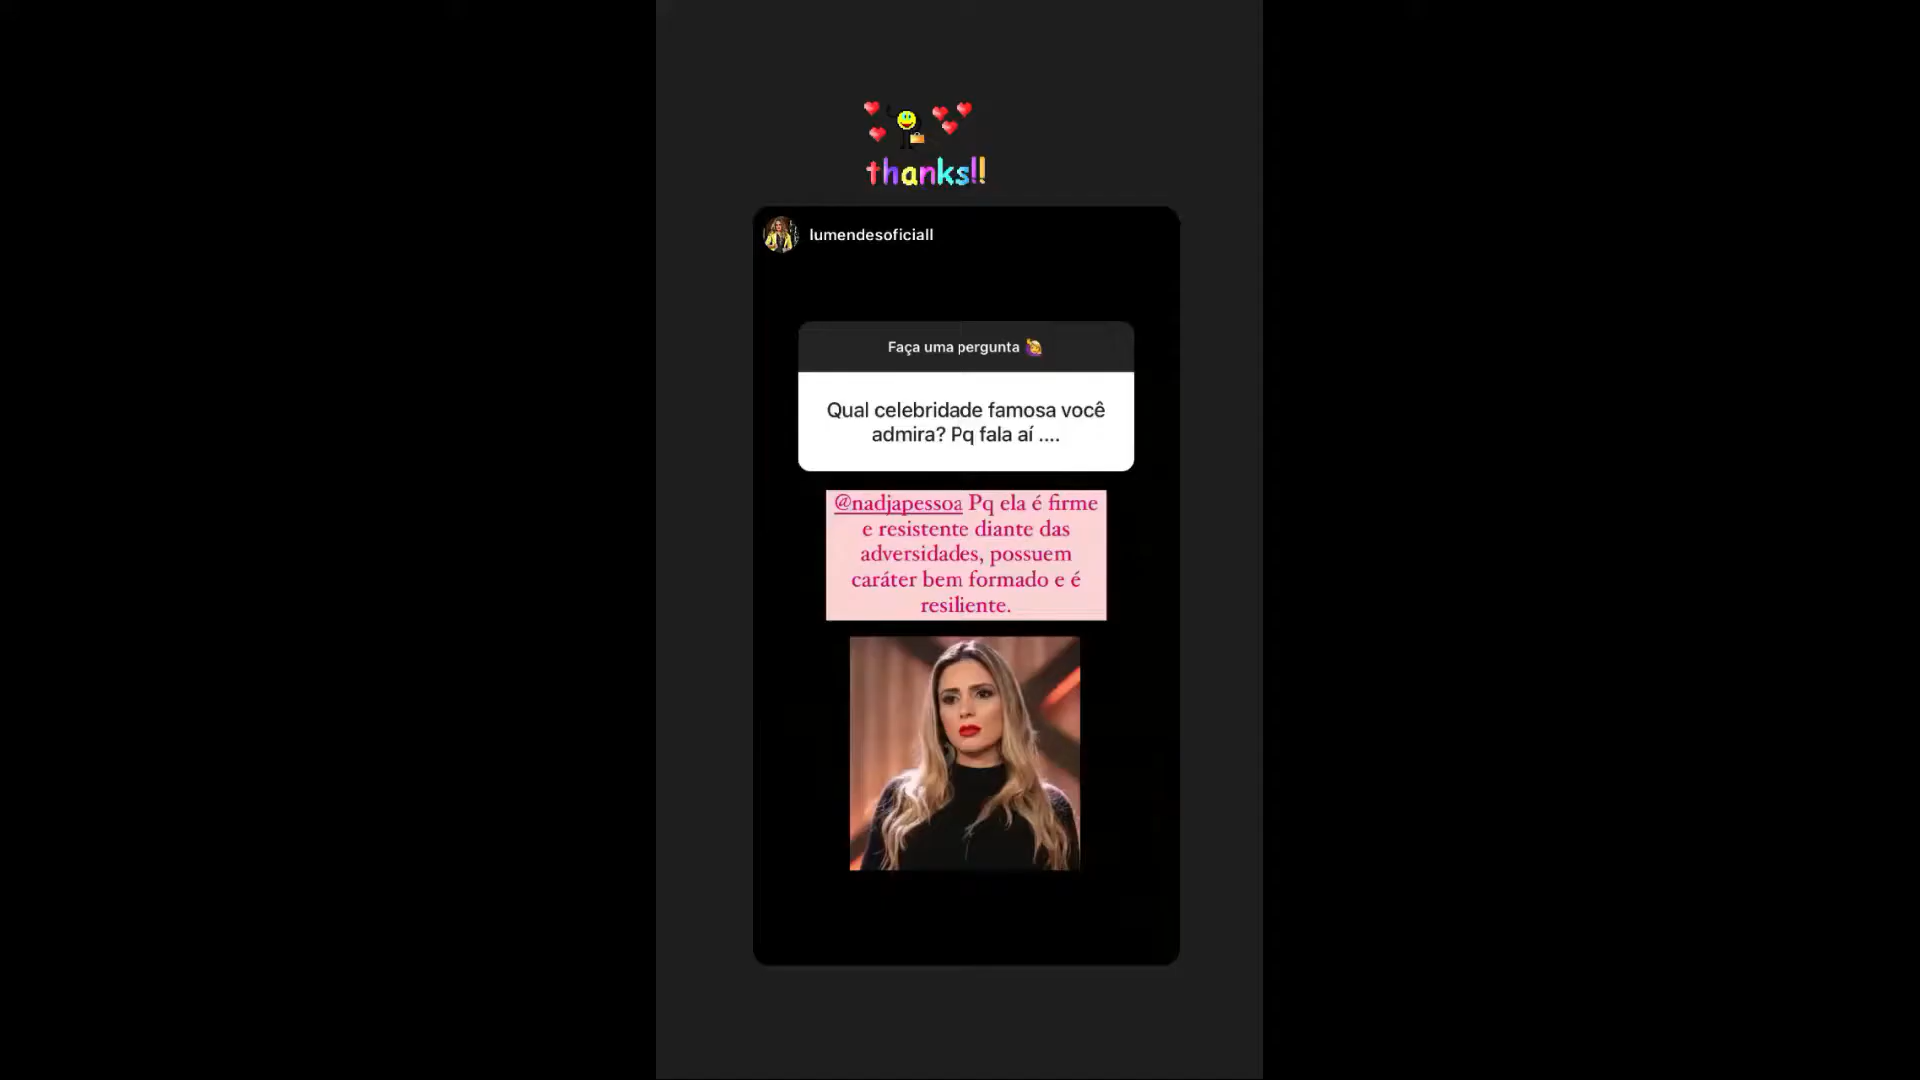 thanks!!
lumendesoficiall
Faça uma pergunta
Qual celebridade famosa você
admira? Pq fala aí ....
@nadjapessoa Pq ela é firme
e resistente diante das
adversidades, possuem
caráter bem formado e é
resiliente.